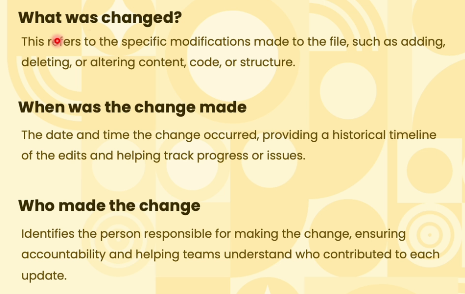 What was changed?
This refers to the specific modifications made to the file, such as adding,
deleting, or altering content, code, or structure.
When was the change made
The date and time the change occurred, providing a historical timeline
of the edits and helping track progress or issues.
Who made the change
Identifies the person responsible for making the change, ensuring
accountability and helping teams understand who contributed to each
update.